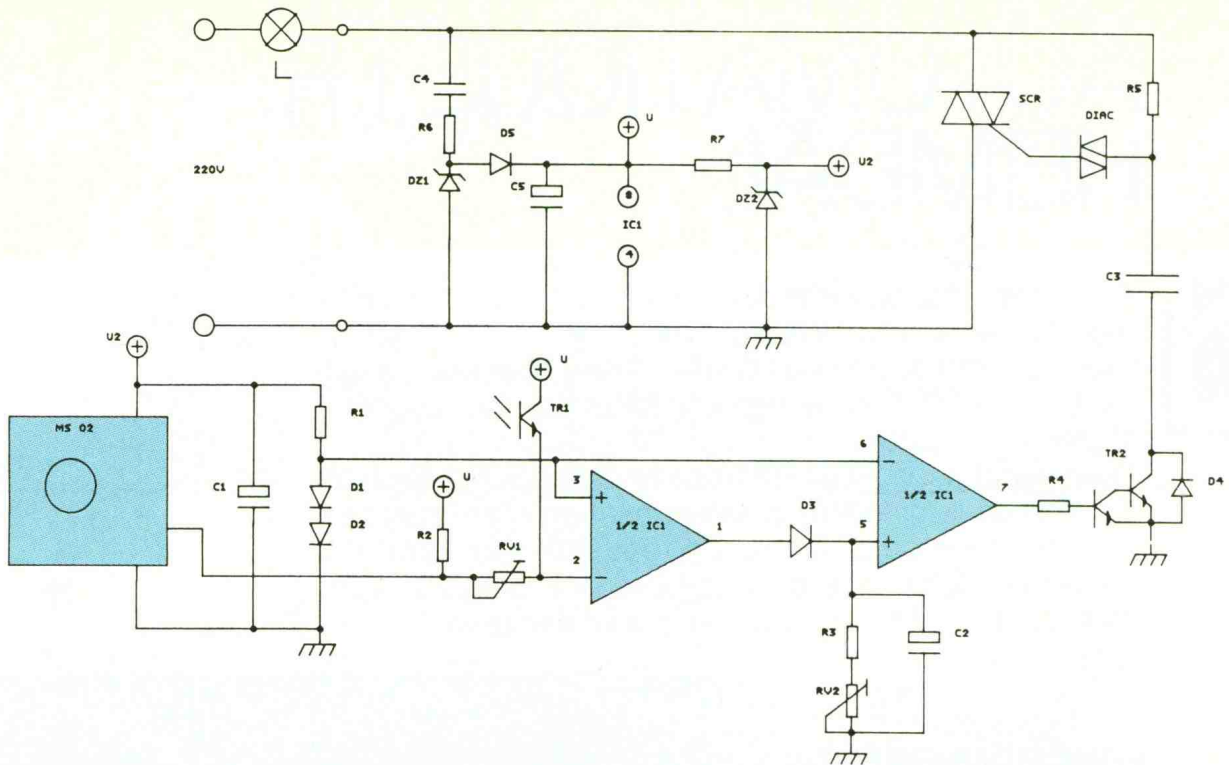 L
C4
R6
D5
U
R7
SCR
R5
DIAC
220V
DZ1
C5
8
DZ2
U2
IC1
4
C3
U2
U
TR1
MS 02
R1
6
TR2
C1
D1
U
3
1/2 IC1
7
R4
D4
D2
R2
RV1
1/2 IC1
1
D3
5
2
R3
C2
RV2